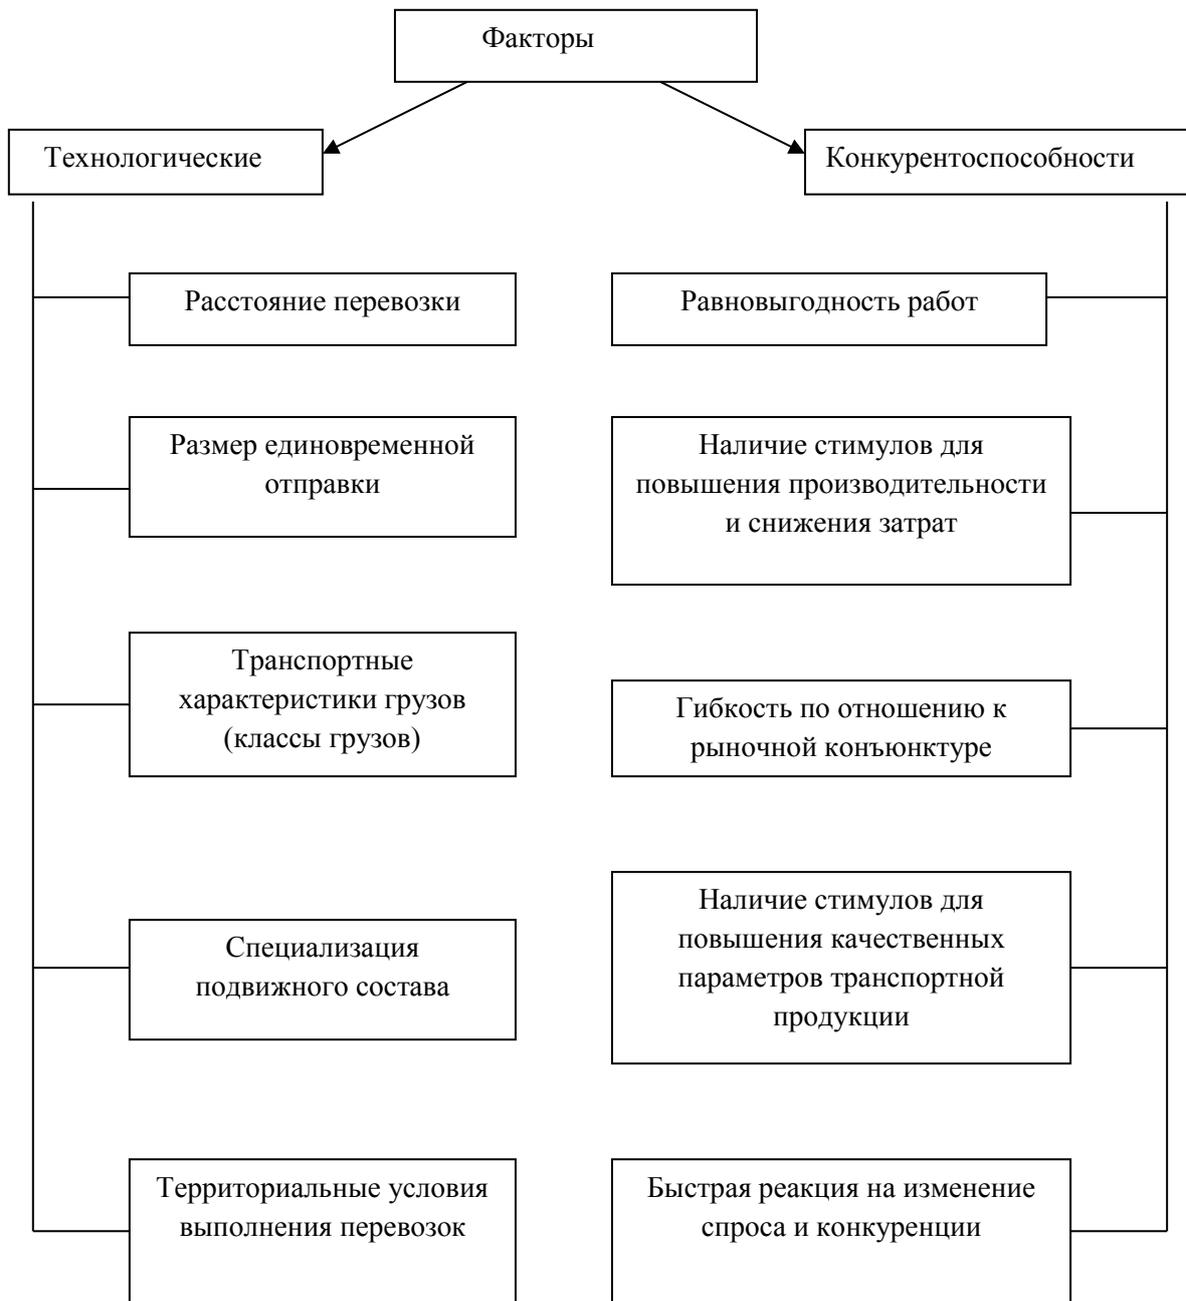 Факторы
Технологические
Конкурентоспособности
Расстояние перевозки
Равновыгодность работ
Размер единовременной
отправки
Наличие стимулов для
повышения производительности
и снижения затрат
Транспортные
характеристики грузов
(классы грузов)
Гибкость по отношению к
рыночной конъюнктуре
Специализация
подвижного состава
Наличие стимулов для
повышения качественных
параметров транспортной
продукции
Территориальные условия
выполнения перевозок
Быстрая реакция на изменение
спроса и конкуренции